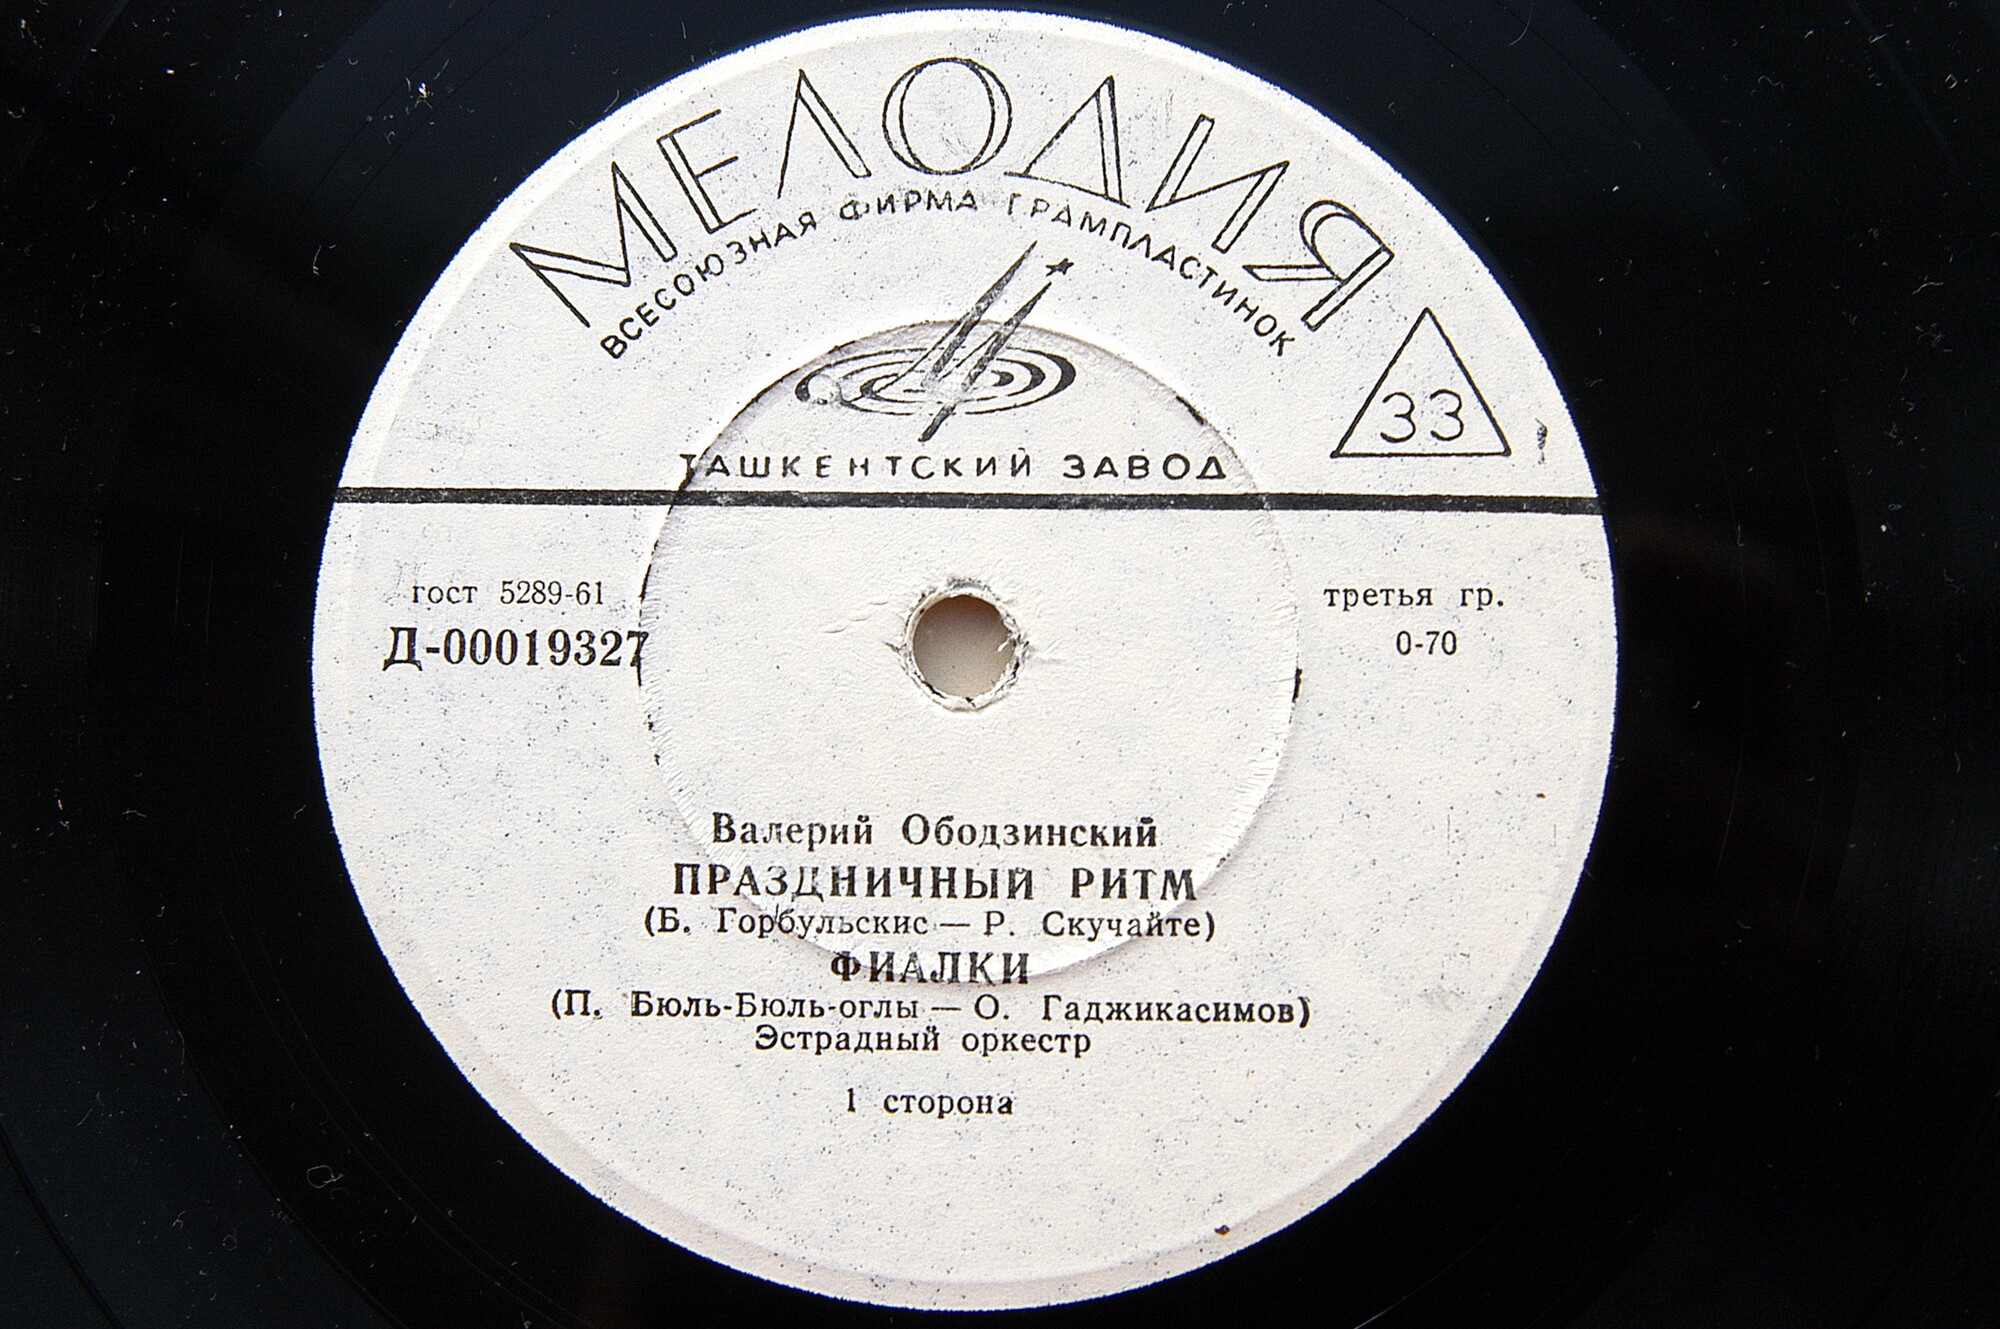 МЕЛОДИЯ
ВСЕСОЮЗНАЯ ФИРМА ГРАМПЛАСТИНОК
33
ТАШКЕНТСКИЙ ЗАВОД
гост 5289-61
третья гр.
Д-00019327
0-70
Валерий Ободзинский
ПРАЗДНИЧНЫЙ РИТМ
(Б. Горбульскис — Р. Скучайте)
ФИАЛКИ
(П. Бюль-Бюль-оглы — О. Гаджикасимов)
Эстрадный оркестр
1 сторона